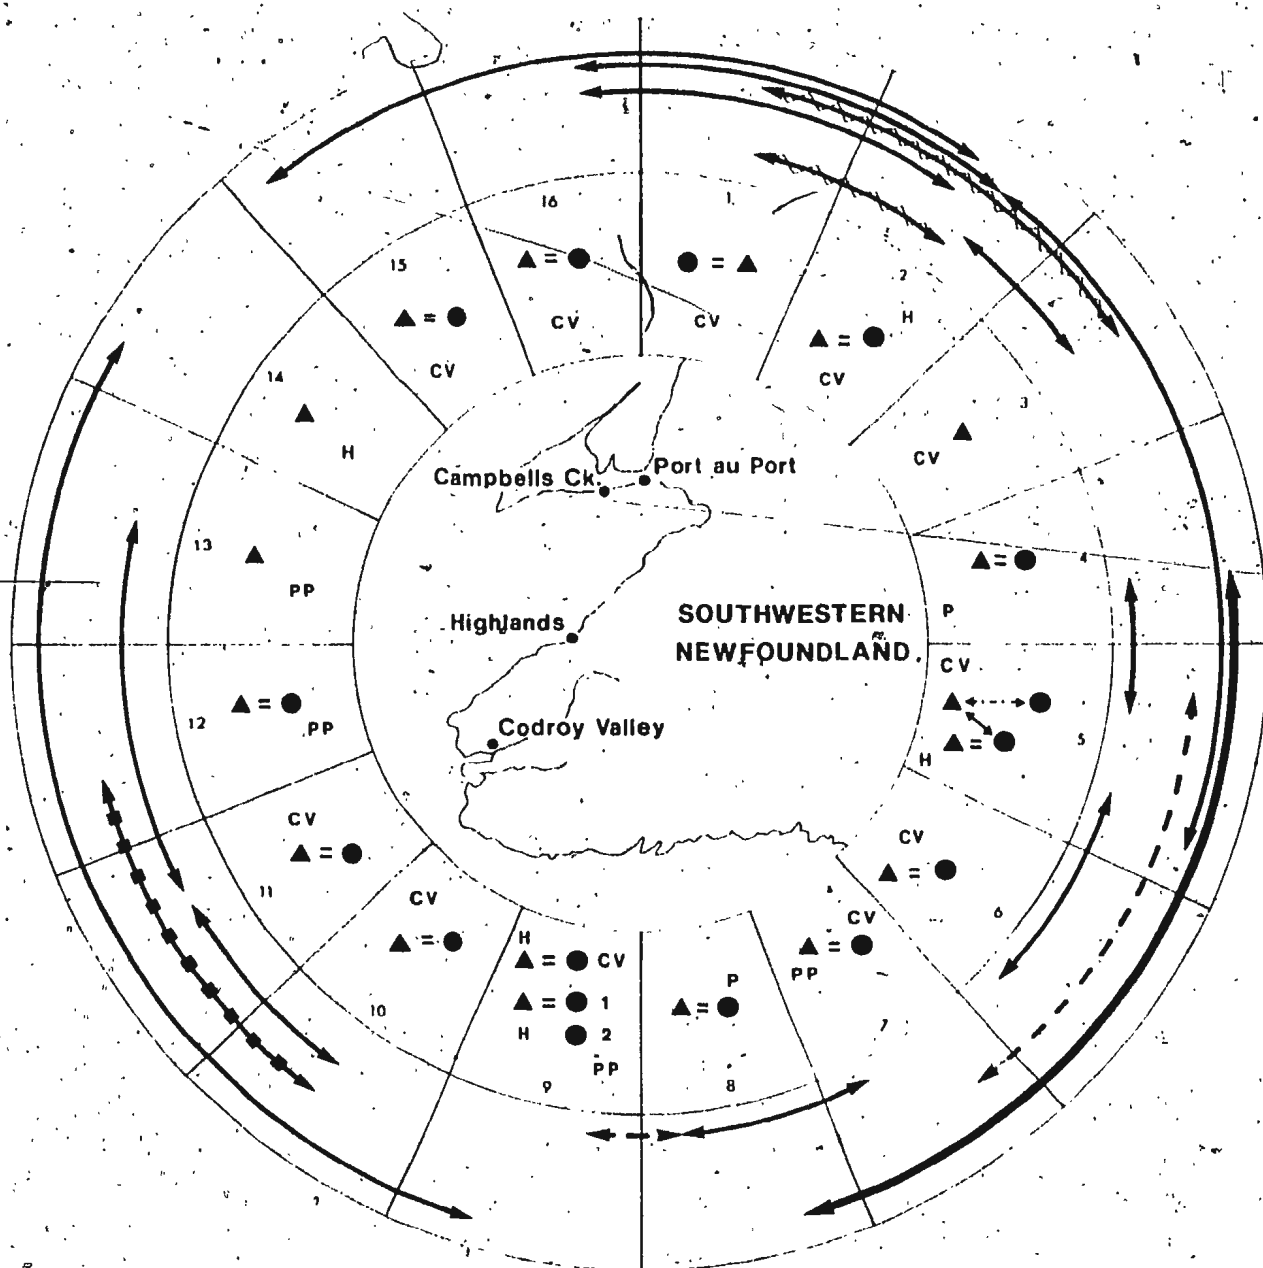 16
1
15
2
H
CV
CV
CV
CV
14
3
H
CV
Campbells Ck.
Port au Port
13
4
PP
P
Highlands
SOUTHWESTERN
NEWFOUNDLAND
CV
12
PP
Codroy Valley
5
H
CV
CV
11
6
CV
CV
H
CV
PP
1
P
H
2
10
7
PP
9
8